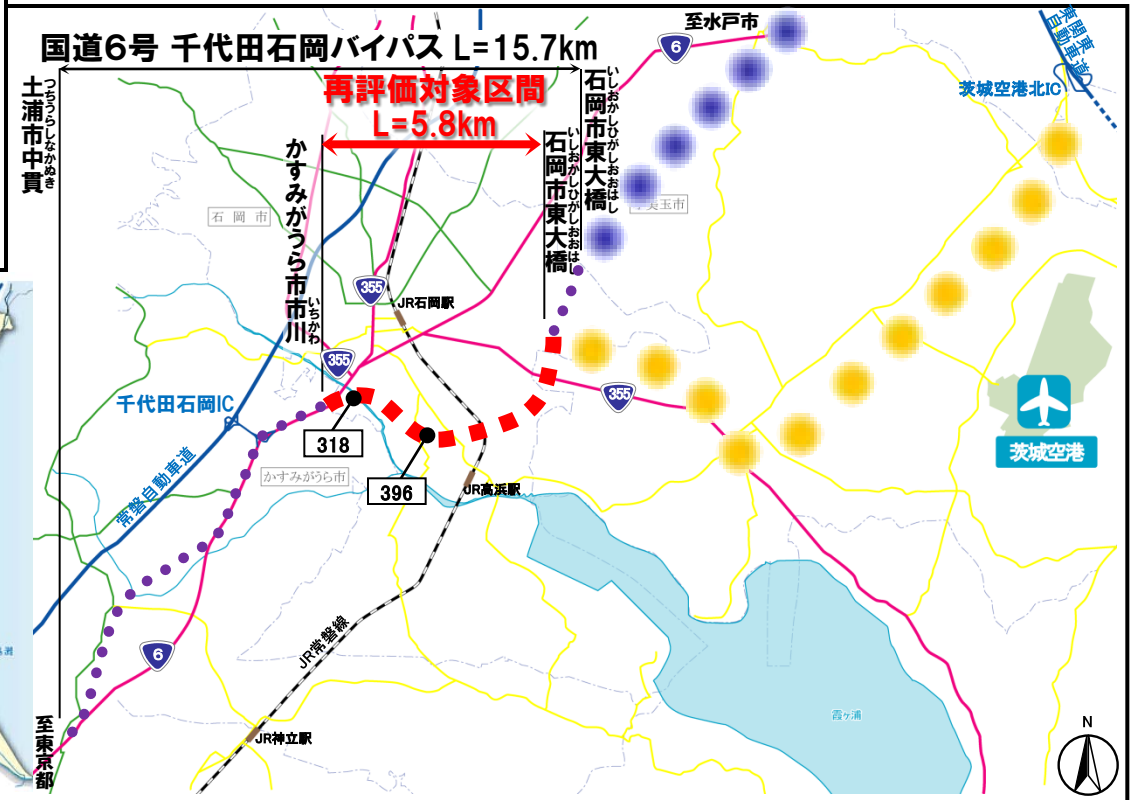 国道6号 千代田石岡バイパス L=15.7km
再評価対象区間
L=5.8km
土浦市中貫
つちうらしなかぬき
かすみがうら市市川
いちかわ
石岡市東大橋
いしおかしひがしおおはし
石岡市東大橋
いしおかしひがしおおはし
至水戸市
6
東関東
自動車道
茨城空港北IC
石岡市
美玉市
355
JR石岡駅
355
355
千代田石岡IC
318
かすみがうら市
396
JR高浜駅
常磐自動車道
茨城空港
6
JR常磐線
霞ヶ浦
至東京都
JR神立駅
N